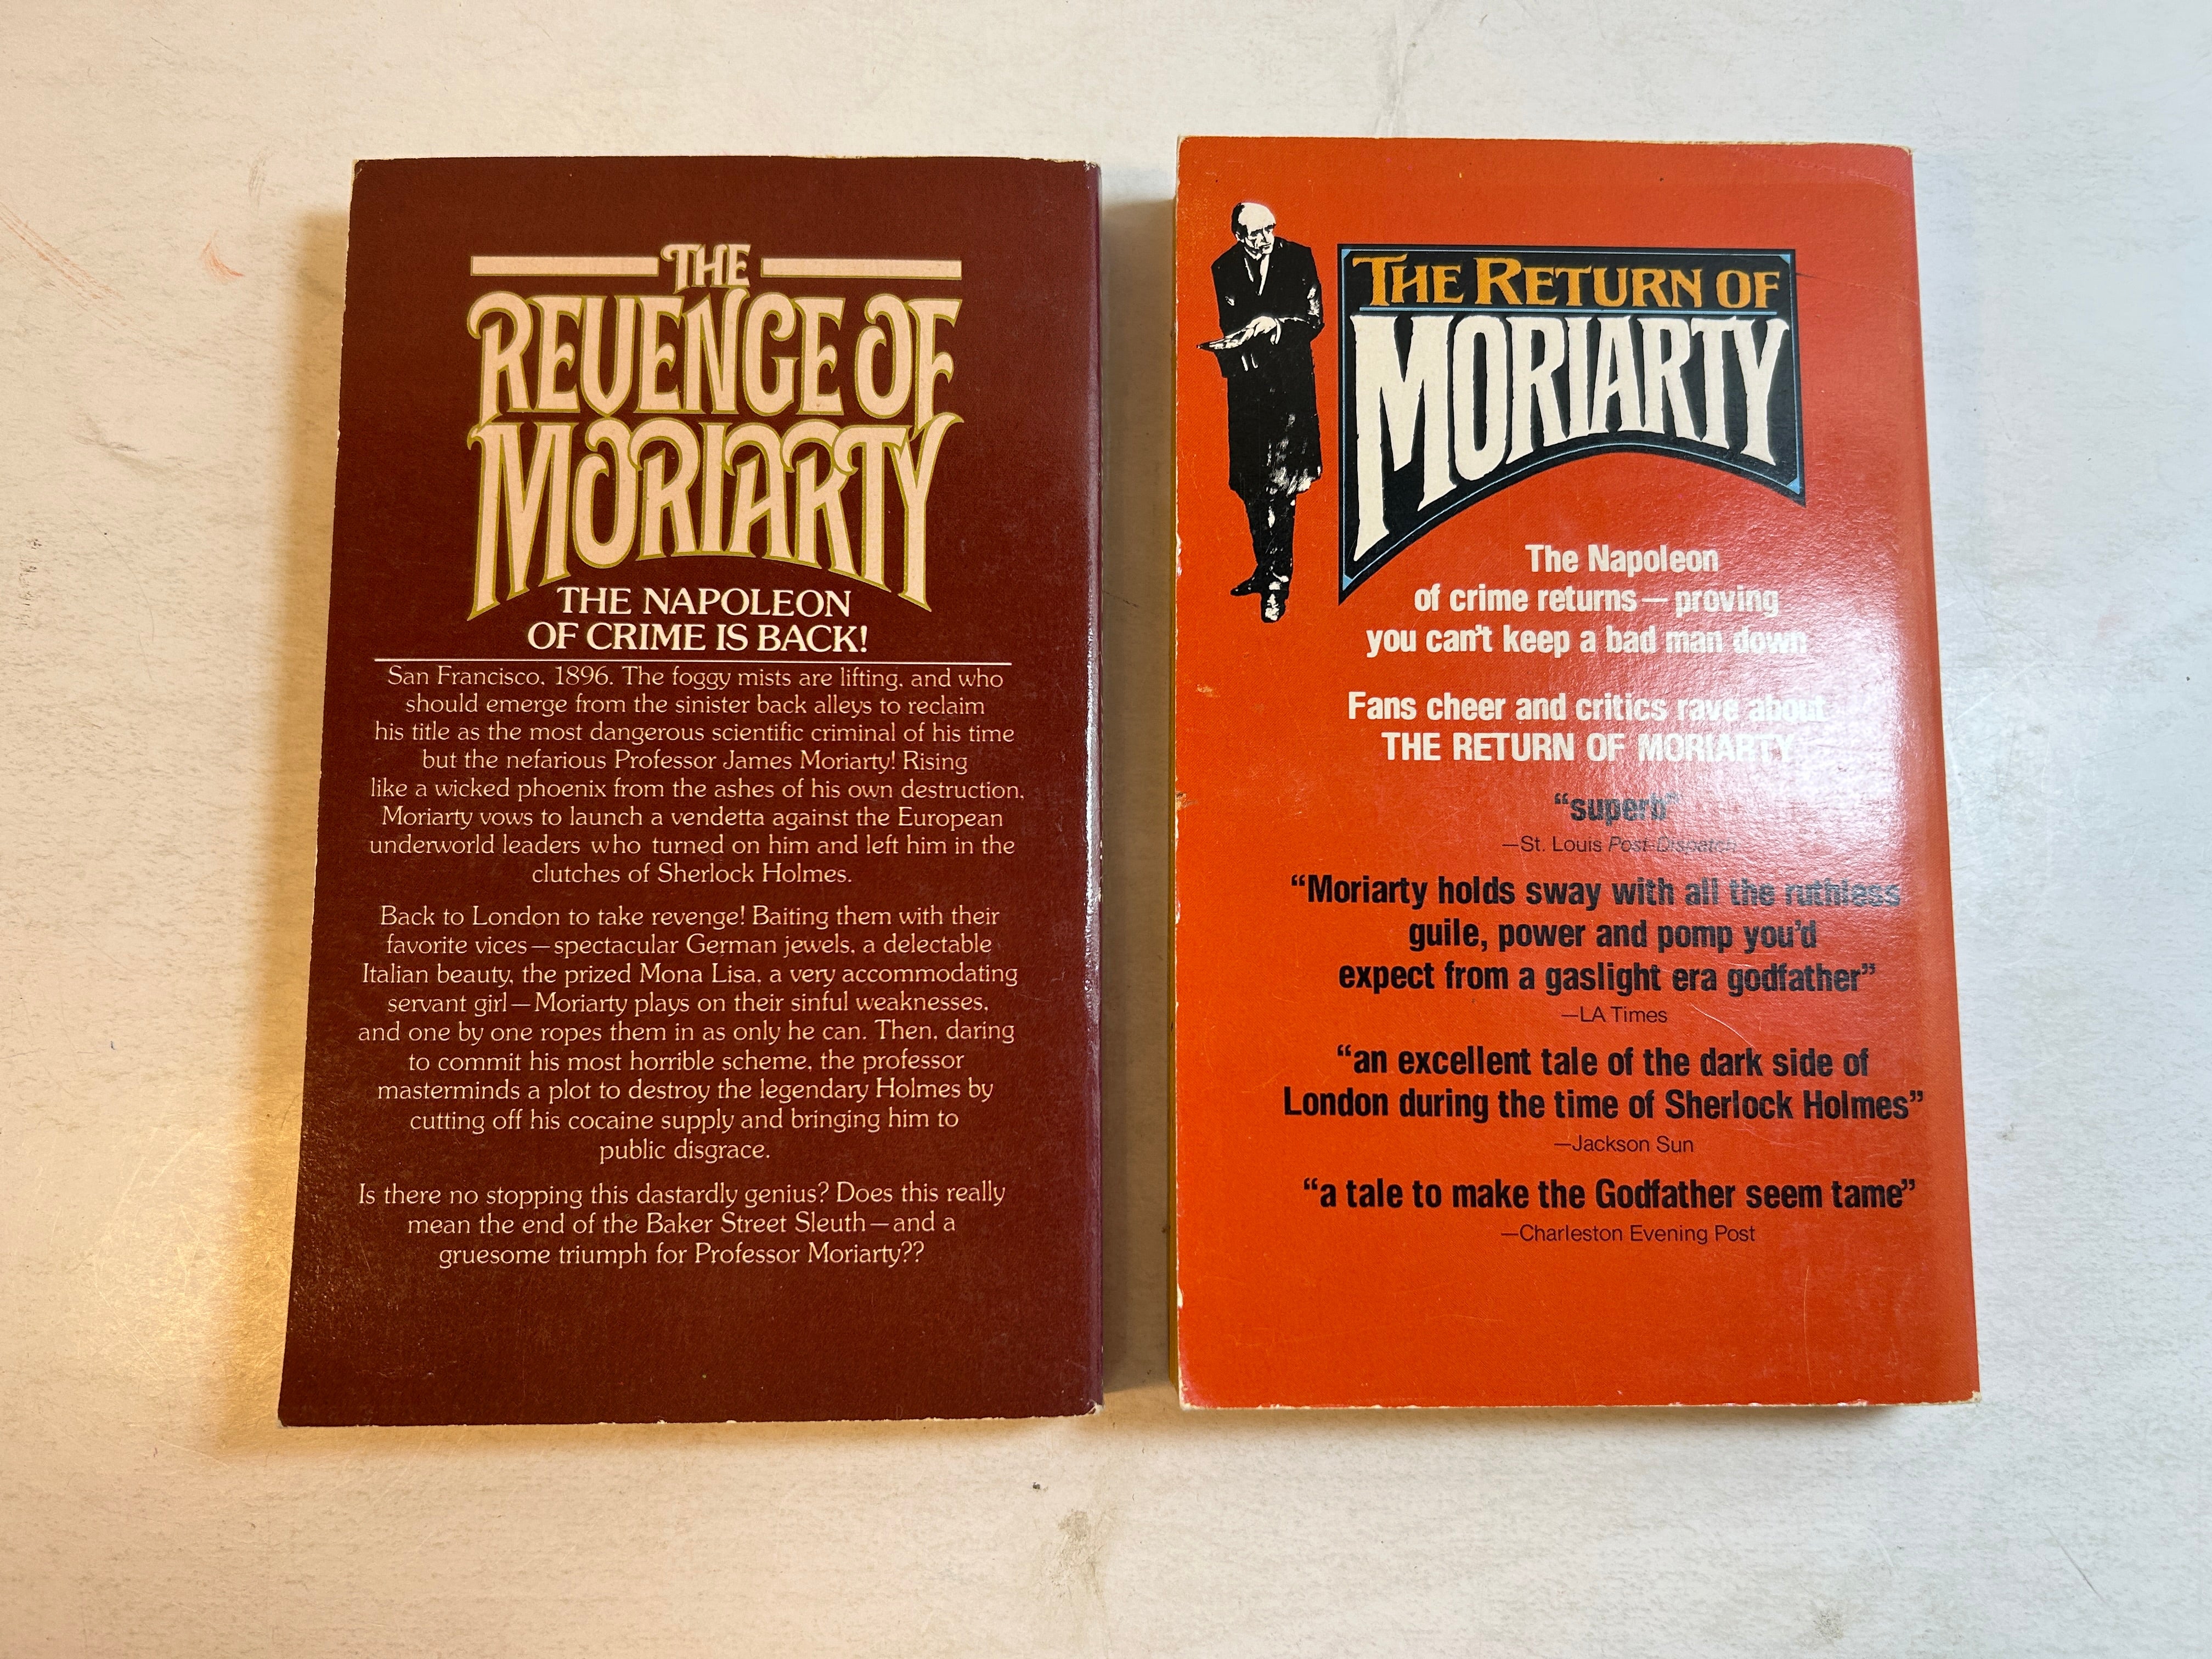 THE
REVENGE OF
MORIARTY
THE NAPOLEON
OF CRIME IS BACK!
San Francisco, 1896. The foggy mists are lifting, and who
should emerge from the sinister back alleys to reclaim
his title as the most dangerous scientific criminal of his time
but the nefarious Professor James Moriarty! Rising
like a wicked phoenix from the ashes of his own destruction,
Moriarty vows to launch a vendetta against the European
underworld leaders who turned on him and left him in the
clutches of Sherlock Holmes.
Back to London to take revenge! Baiting them with their
favorite vices—spectacular German jewels, a delectable
Italian beauty, the prized Mona Lisa, a very accommodating
servant girl—Moriarty plays on their sinful weaknesses,
and one by one ropes them in as only he can. Then, daring
to commit his most horrible scheme, the professor
masterminds a plot to destroy the legendary Holmes by
cutting off his cocaine supply and bringing him to
public disgrace.
Is there no stopping this dastardly genius? Does this really
mean the end of the Baker Street Sleuth—and a
gruesome triumph for Professor Moriarty??
THE RETURN OF
MORIARTY
The Napoleon
of crime returns—proving
you can't keep a bad man down
Fans cheer and critics rave about
THE RETURN OF MORIARTY
“superb”
—St. Louis Post-Dispatch
“Moriarty holds sway with all the ruthless
guile, power and pomp you'd
expect from a gaslight era godfather”
—LA Times
“an excellent tale of the dark side of
London during the time of Sherlock Holmes”
—Jackson Sun
“a tale to make the Godfather seem tame”
—Charleston Evening Post